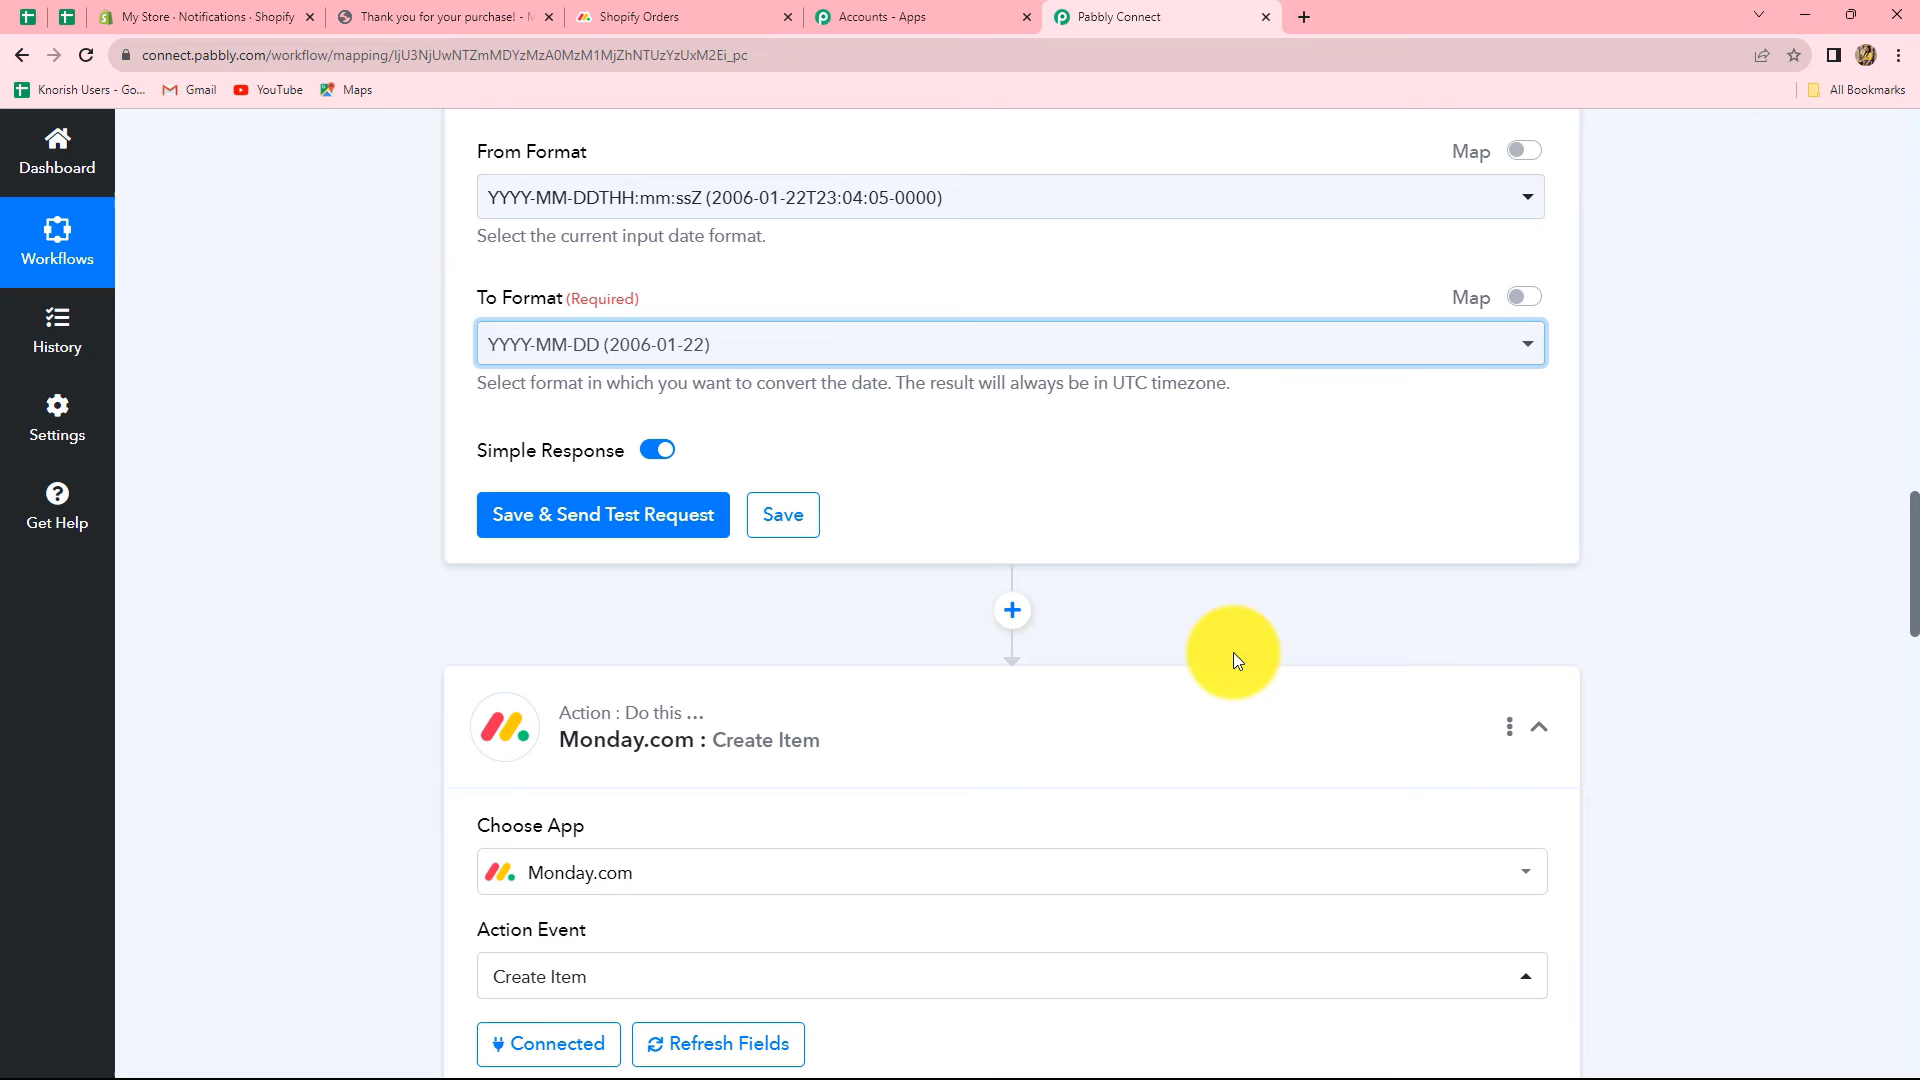 My Store · Notifications · Shopify
Thank you for your purchase! - M
Shopify Orders
Accounts - Apps
Pabbly Connect
connect.pabbly.com/workflow/mapping/
Knorish Users - Go...
Gmail
YouTube
Maps
All Bookmarks
Dashboard
Workflows
History
Settings
Get Help
From Format
Map
YYYY-MM-DDTHH:mm:ssZ (2006-01-22T23:04:05-0000)
Select the current input date format.
To Format (Required)
Map
YYYY-MM-DD (2006-01-22)
Select format in which you want to convert the date. The result will always be in UTC timezone.
Simple Response
Save & Send Test Request
Save
Action : Do this ...
Monday.com : Create Item
Choose App
Monday.com
Action Event
Create Item
Connected
Refresh Fields